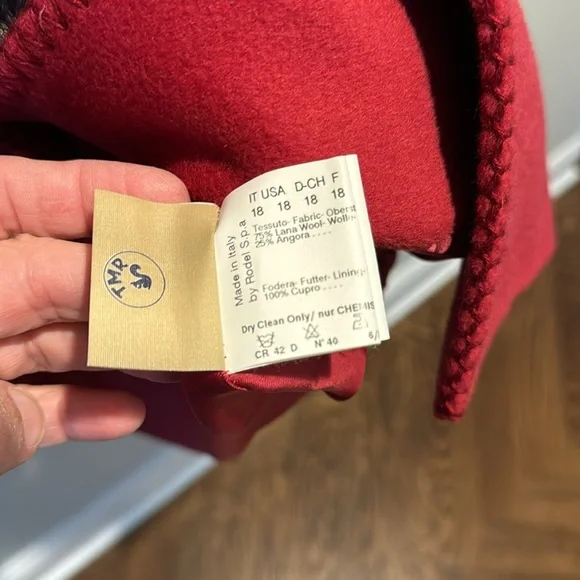 TMP
IT USA D-CH F
18 18 18 18
Made in Italy
by Rodel S.p.a
Tessuto- Fabric- Oberst
75% Lana Wool- Wolle
25% Angora ....
Fodera- Futter- Lining
100% Cupro ....
Dry Clean Only/ nur CHEMIS
CR 42 D N° 40
6/